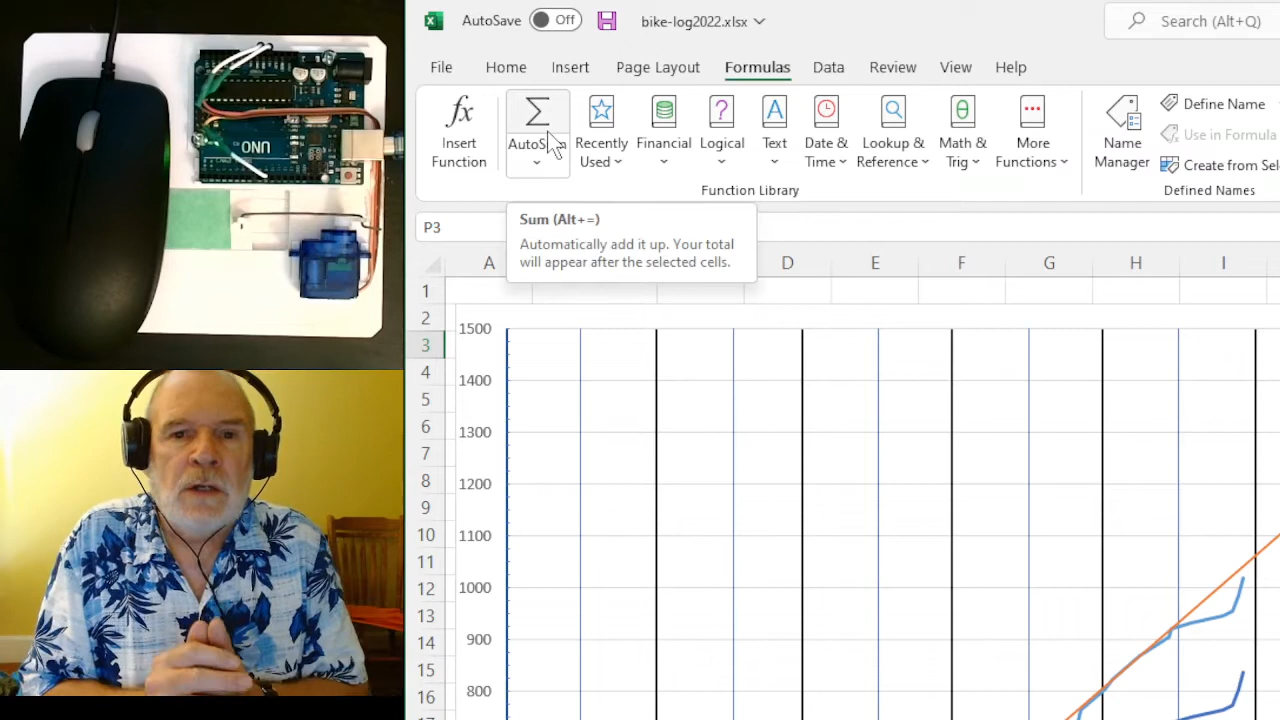 UNO
AutoSave Off bike-log2022.xlsx Search (Alt+Q)
File Home Insert Page Layout Formulas Data Review View Help
fx
Insert
Function
Recently
Used
Financial
Logical
Text
Date &
Time
Lookup &
Reference
Math &
Trig
More
Functions
Function Library
Name
Manager
Define Name
Use in Formula
Create from Sel
Defined Names
P3
Sum (Alt+=)
Automatically add it up. Your total
will appear after the selected cells.
A D E F G H I
1
2
3
4
5
6
7
8
9
10
11
12
13
14
15
16
1500
1400
1300
1200
1100
1000
900
800